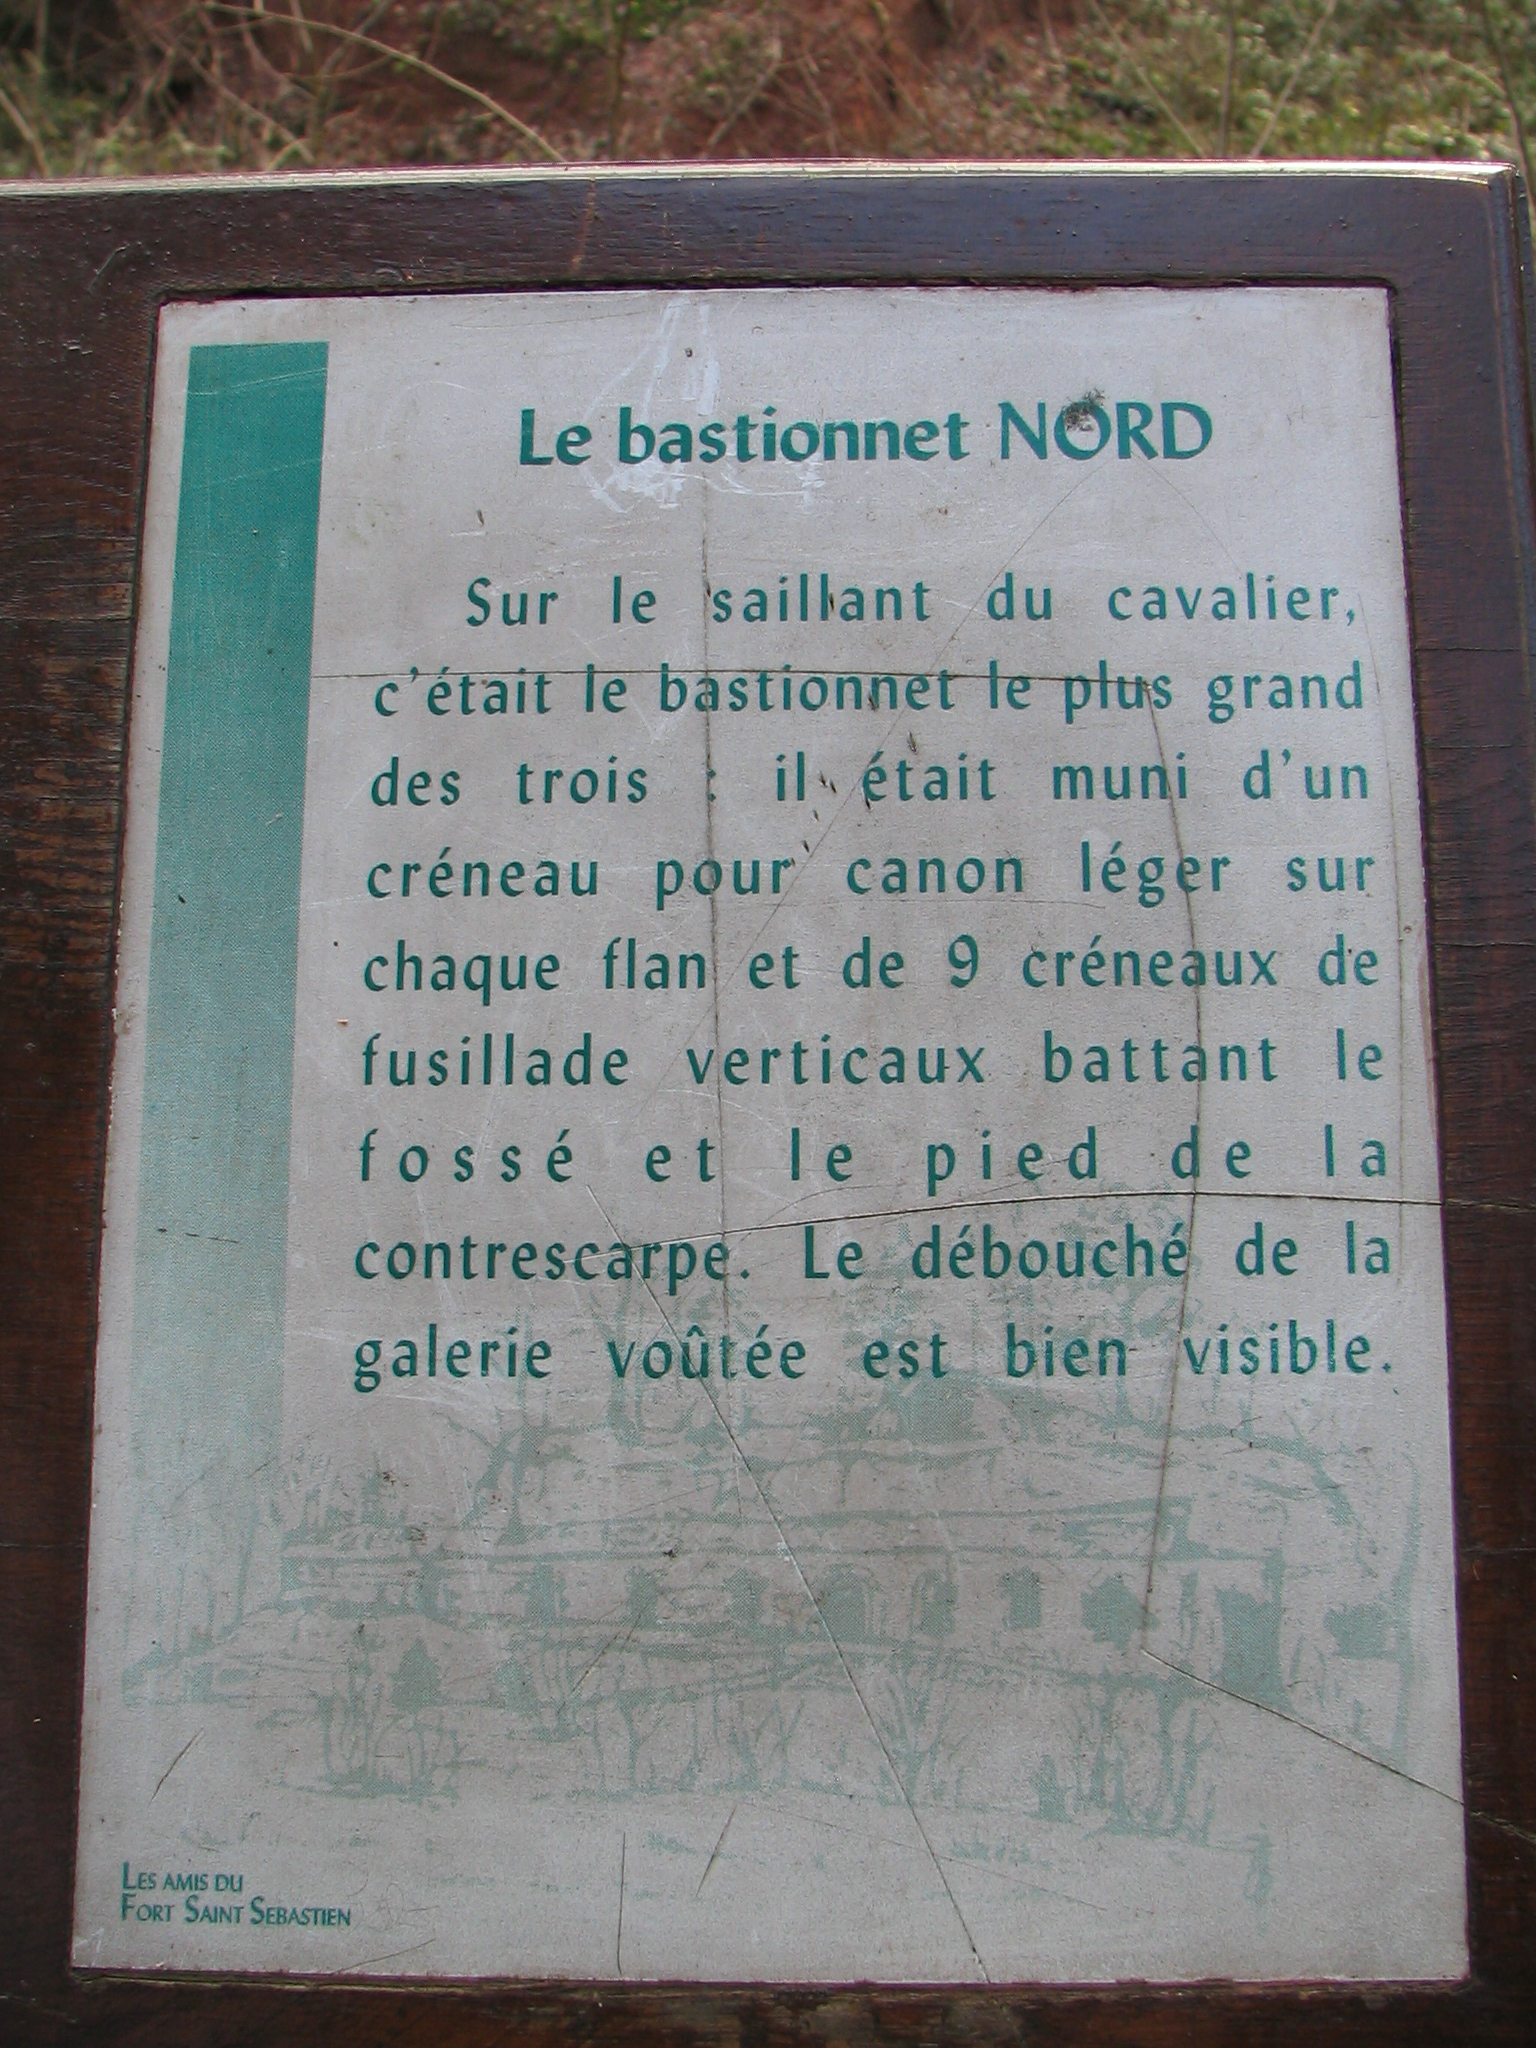 Le bastionnet NORD
Sur le saillant du cavalier,
c'était le bastionnet le plus grand
des trois : il était muni d'un
créneau pour canon léger sur
chaque flan et de 9 créneaux de
fusillade verticaux battant le
fossé et le pied de la
contrescarpe. Le débouché de la
galerie voûtée est bien visible.
LES AMIS DU
FORT SAINT SEBASTIEN